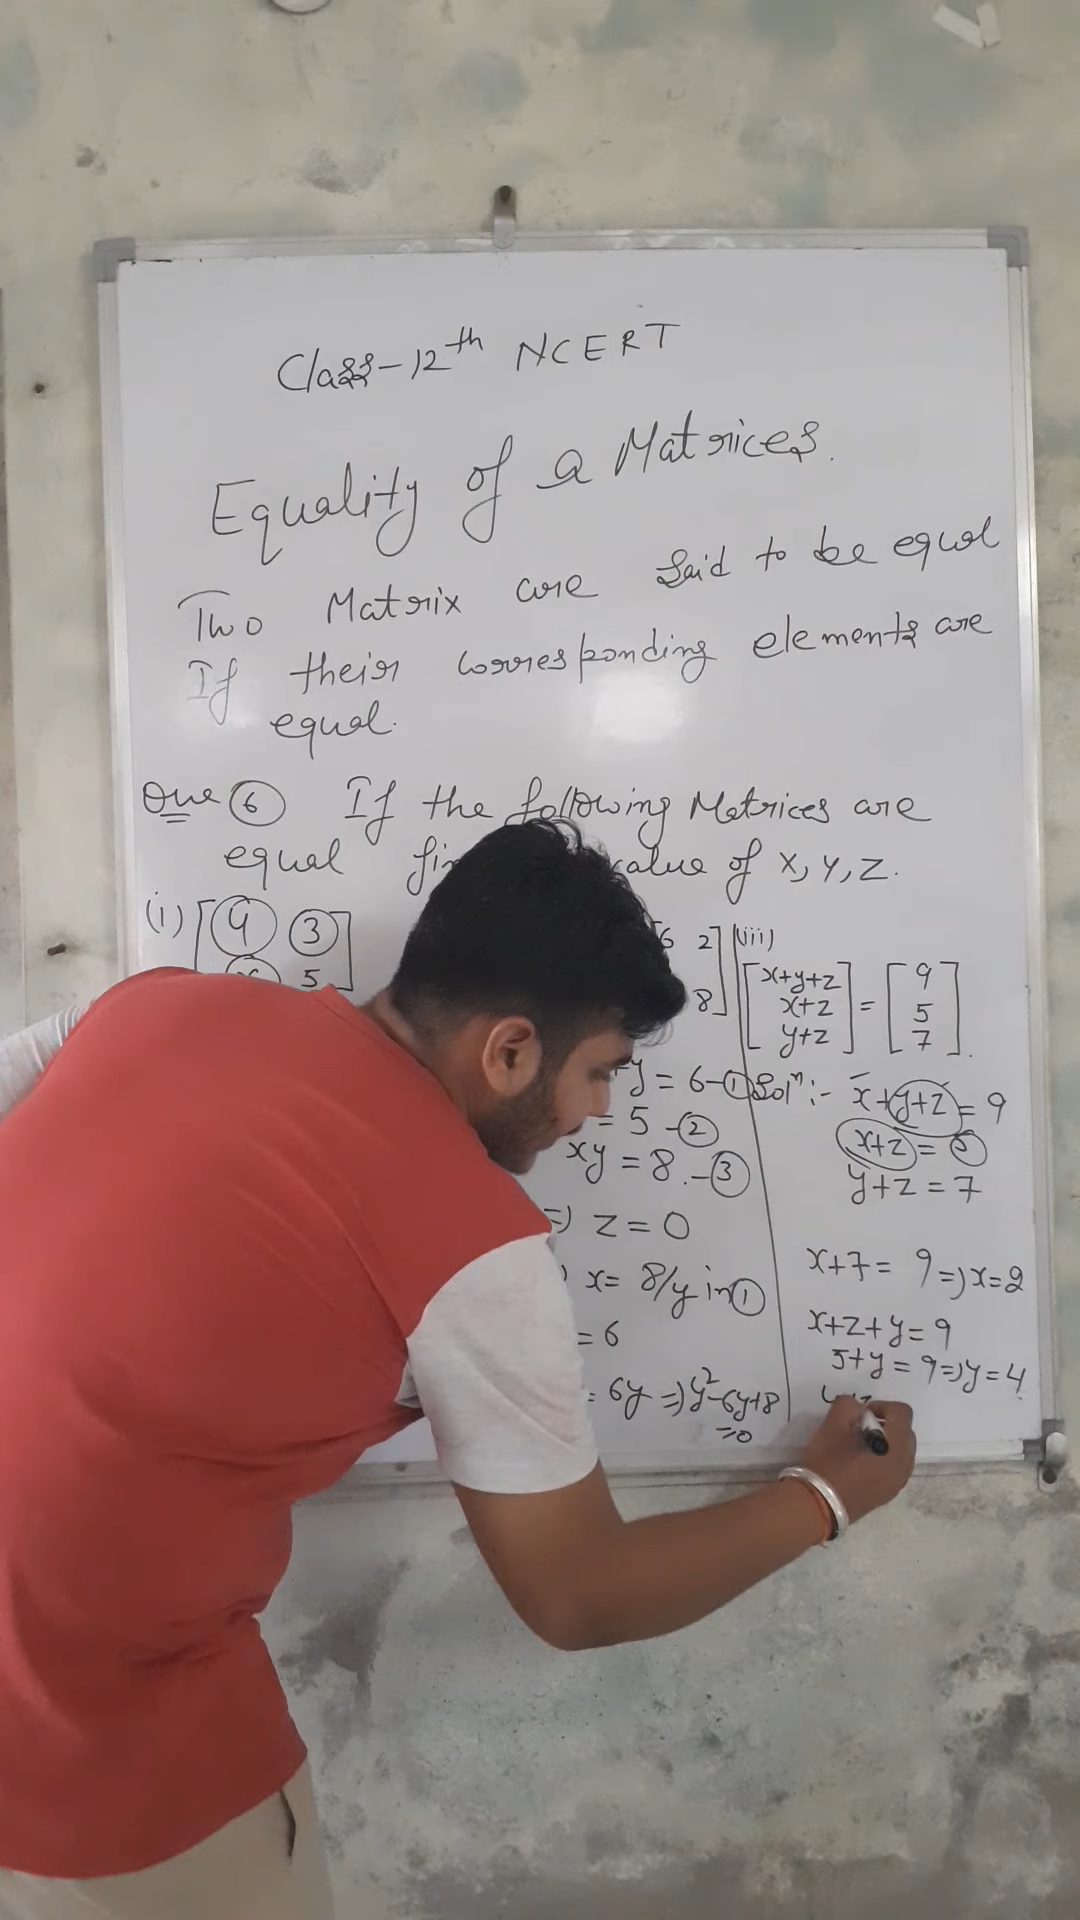 Class-12th NCERT
Equality of a Matrices.
Two Matrix are said to be equal
If their corresponding elements are
equal.
Que 6 If the following Matrices are
equal value of x, y, z.
(i) [4 3]
5
6 2]
8]
y = 6-①
= 5 -②
xy = 8.-③
=) z = 0
x = 8/y in ①
= 6
= 6y =) y²-6y+8
=0
(iii)
[x+y+z] = [9]
[x+z] [5]
[y+z] [7].
Solⁿ:- x+y+z = 9
x+z = 5
y+z = 7
x+7 = 9 =) x=2
x+z+y = 9
5+y = 9 =) y=4